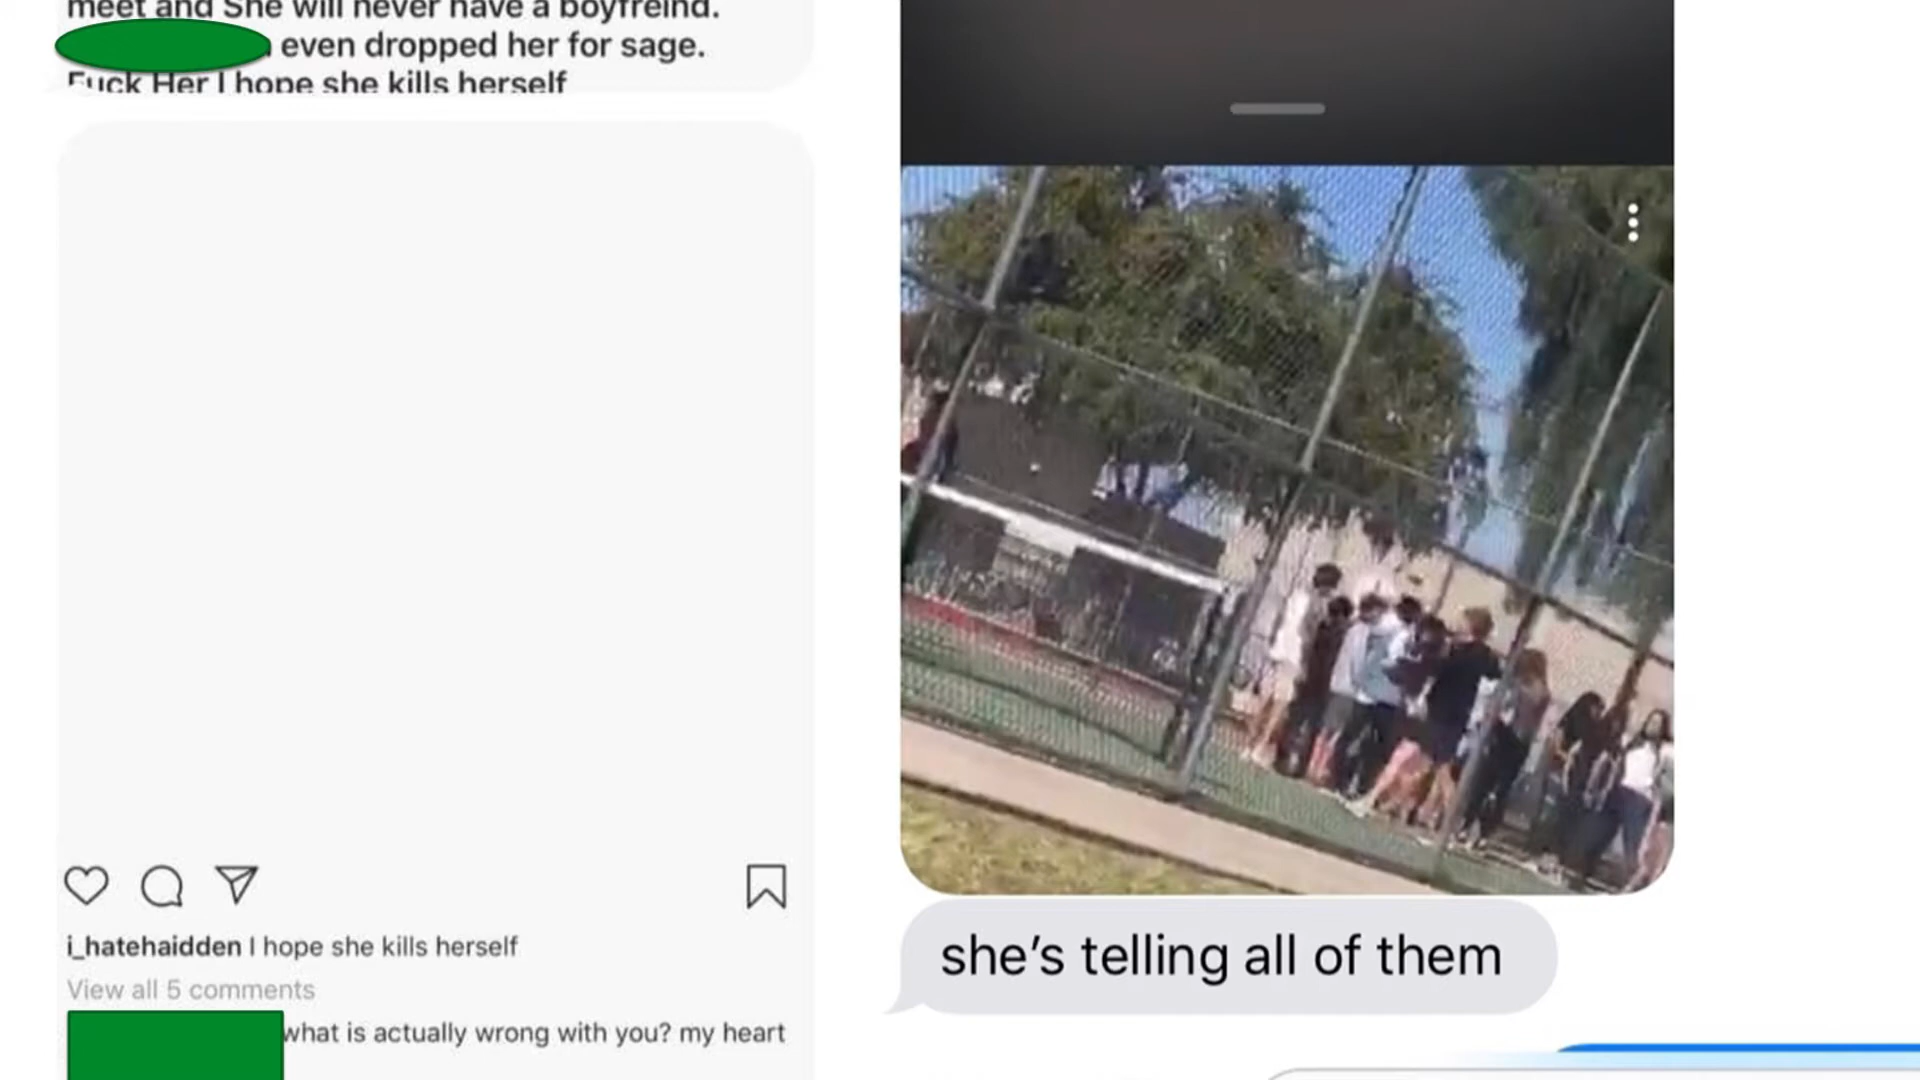 meet and She will never have a boyfreind.
even dropped her for sage.
Fuck Her I hope she kills herself
i_hatehaidden I hope she kills herself
View all 5 comments
what is actually wrong with you? my heart
she's telling all of them